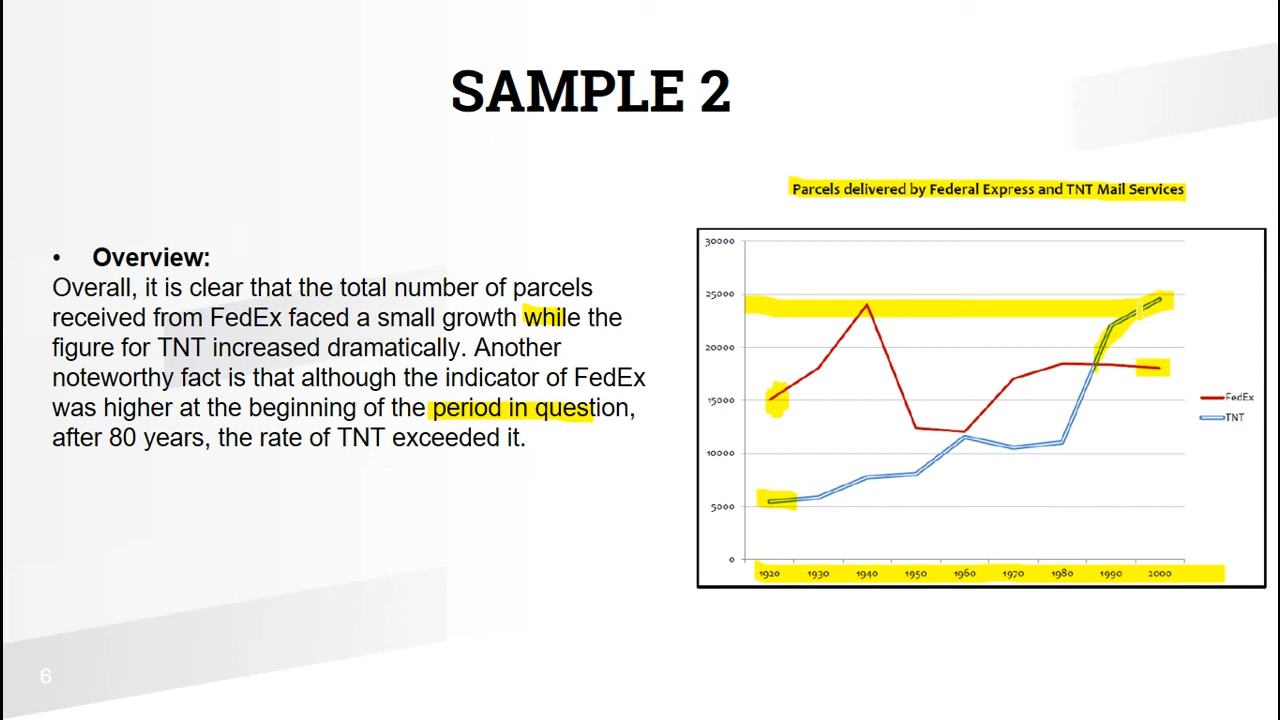 SAMPLE 2
• Overview:
Overall, it is clear that the total number of parcels
received from FedEx faced a small growth while the
figure for TNT increased dramatically. Another
noteworthy fact is that although the indicator of FedEx
was higher at the beginning of the period in question,
after 80 years, the rate of TNT exceeded it.
Parcels delivered by Federal Express and TNT Mail Services
30000
25000
20000
15000
10000
5000
0
1920 1930 1940 1950 1960 1970 1980 1990 2000
FedEx
TNT
6